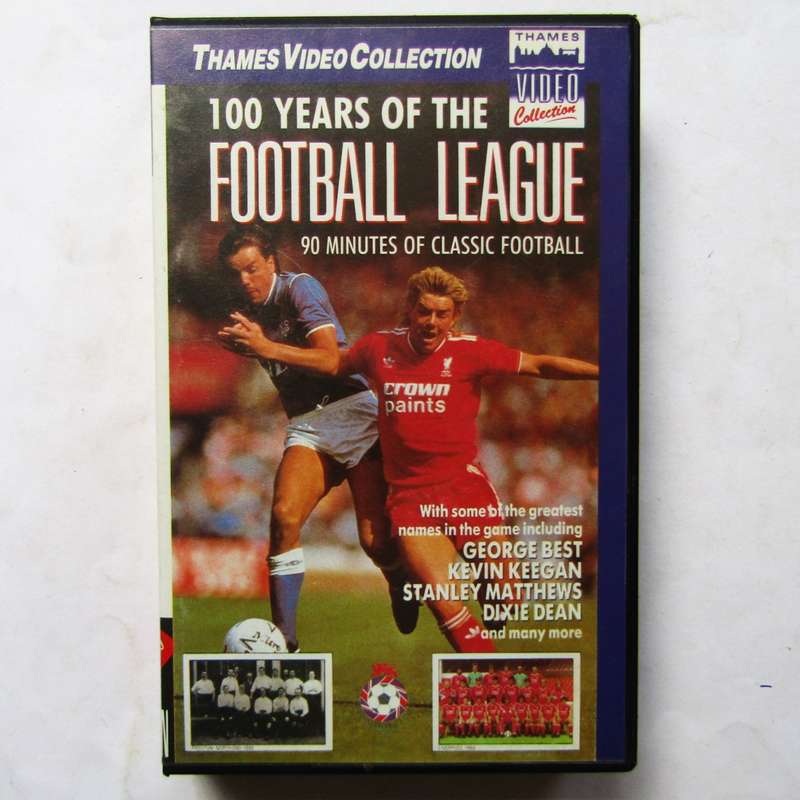 THAMES VIDEO COLLECTION
THAMES
VIDEO
Collection
100 YEARS OF THE
FOOTBALL LEAGUE
90 MINUTES OF CLASSIC FOOTBALL
crown
paints
With some of the greatest
names in the game including
GEORGE BEST
KEVIN KEEGAN
STANLEY MATTHEWS
DIXIE DEAN
and many more